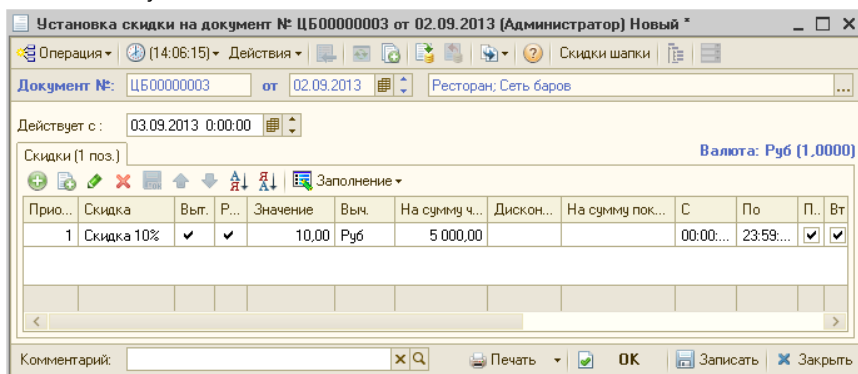 Установка скидки на документ № ЦБ00000003 от 02.09.2013 (Администратор) Новый *
Операция (14:06:15) Действия Скидки шапки
Документ №: ЦБ00000003 от 02.09.2013 Ресторан; Сеть баров ...
Действует с : 03.09.2013 0:00:00
Скидки (1 поз.) Валюта: Руб (1,0000)
Заполнение
Прио... Скидка Выт. Р... Значение Выч. На сумму ч... Дискон... На сумму пок... С По П.. Вт
1 Скидка 10% 10,00 Руб 5 000,00 00:00:... 23:59:...
Комментарий: Печать OK Записать Закрыть